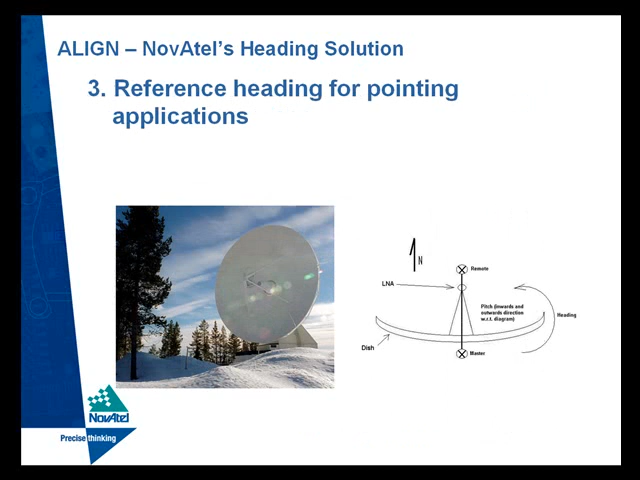 ALIGN – NovAtel's Heading Solution
3. Reference heading for pointing
applications
N
Remote
LNA
Pitch (inwards and
outwards direction
w.r.t. diagram)
Heading
Dish
Master
NovAtel
Precise thinking